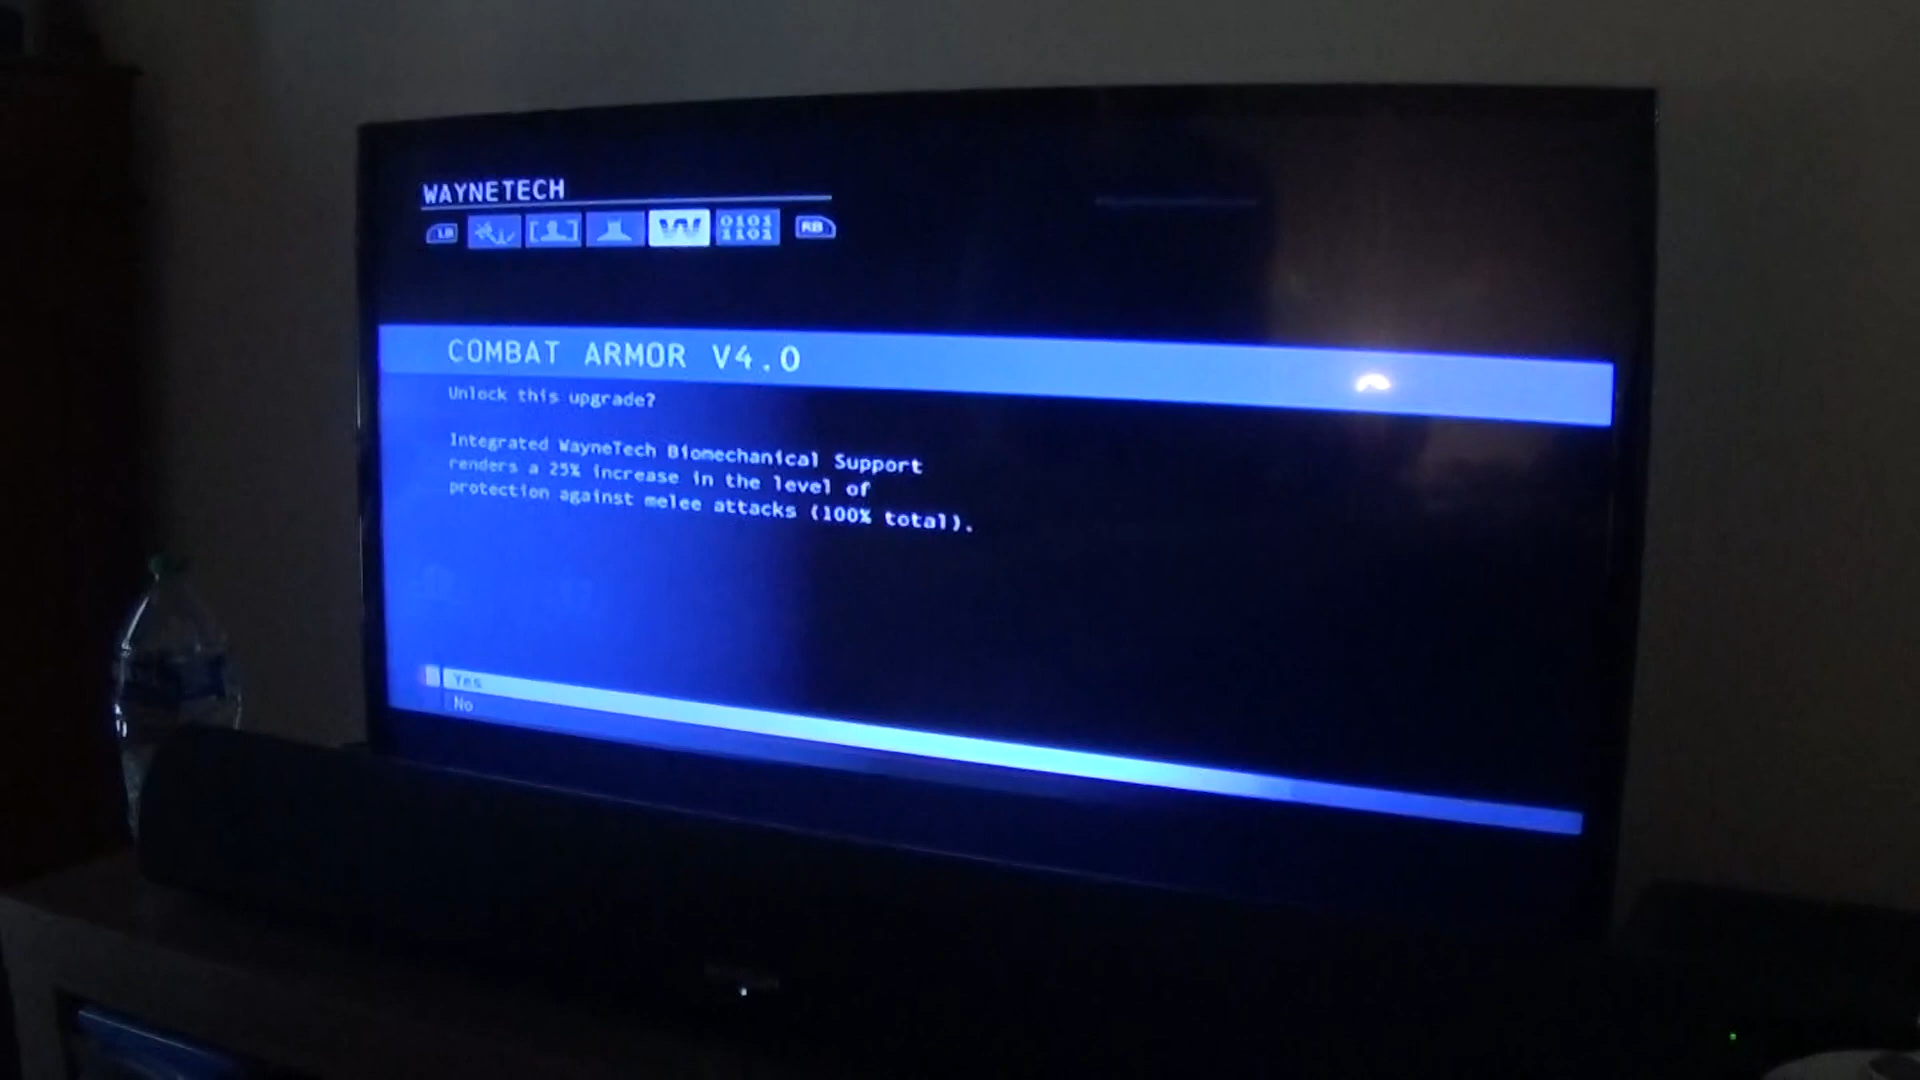 WAYNETECH
LB W 0101 1101 RB
COMBAT ARMOR V4.0
Unlock this upgrade?
Integrated WayneTech Biomechanical Support
renders a 25% increase in the level of
protection against melee attacks (100% total).
Yes
No